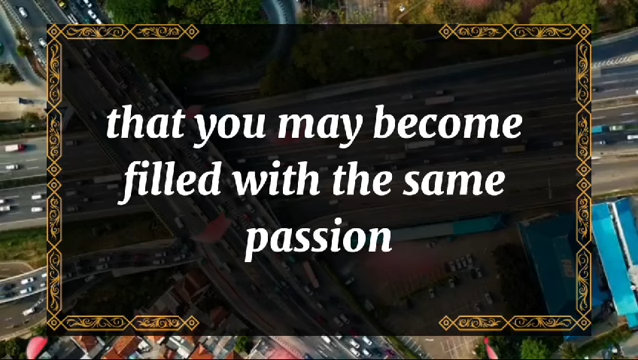 that you may become
filled with the same
passion